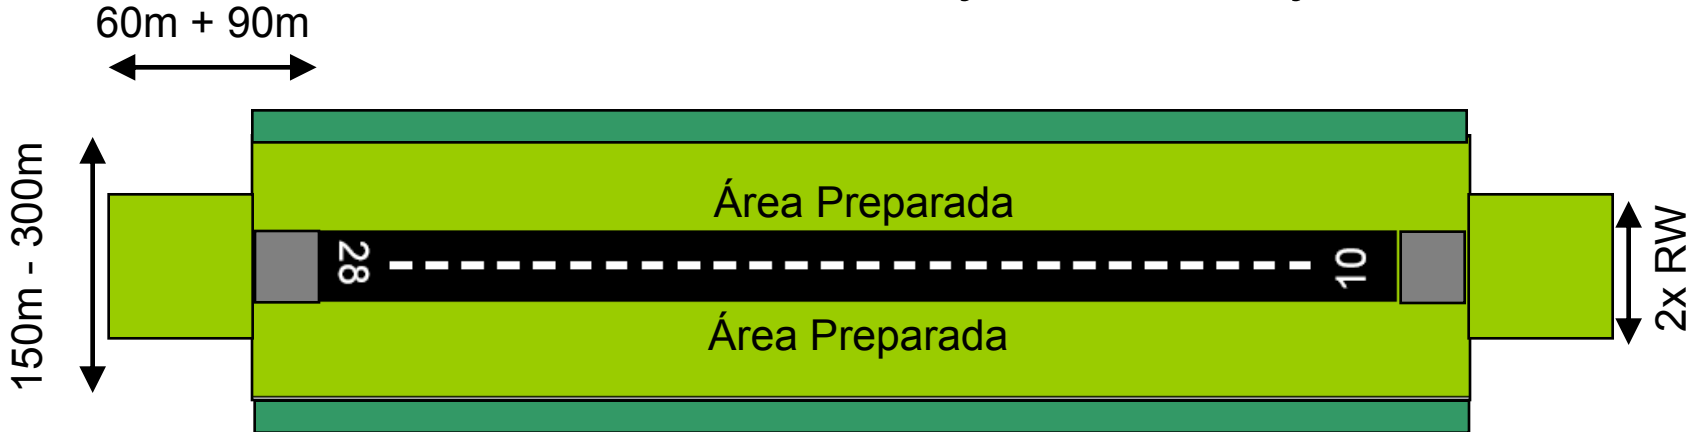 60m + 90m
150m - 300m
Área Preparada
28
10
2x RW
Área Preparada